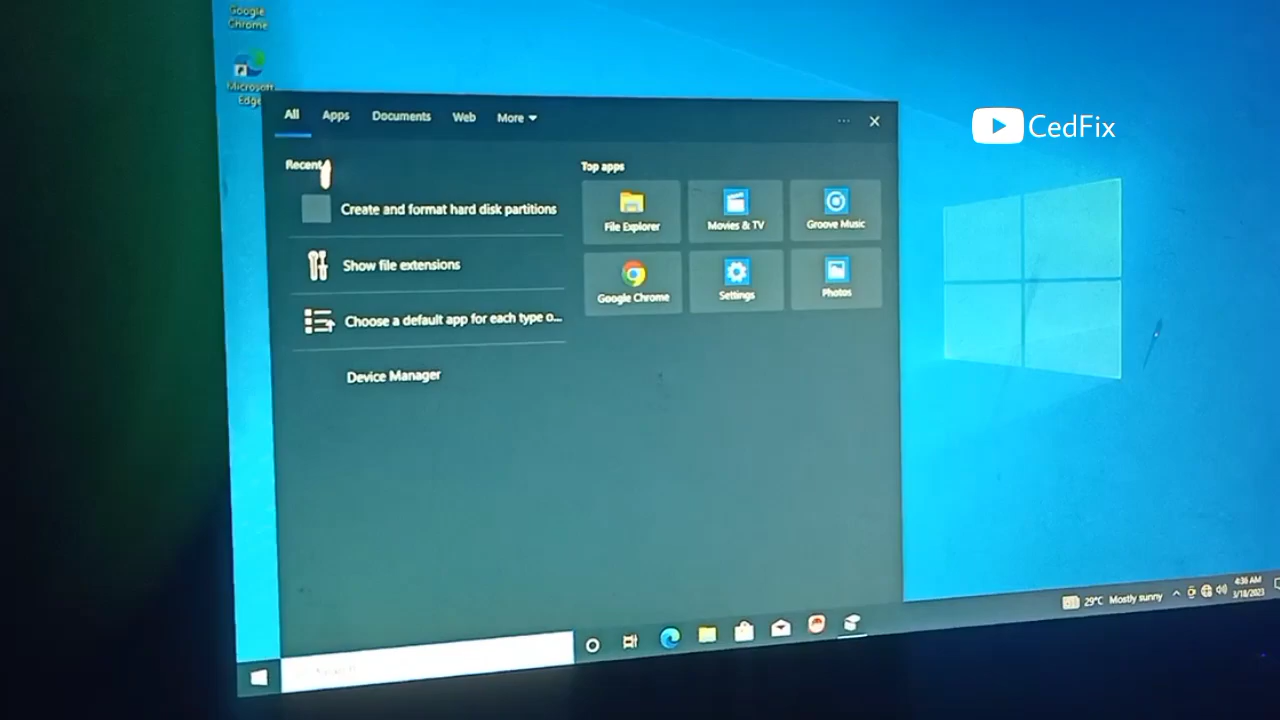 Google
Chrome
Microsoft
Edge
All
Apps
Documents
Web
More
Recent
Create and format hard disk partitions
Show file extensions
Choose a default app for each type o...
Device Manager
Top apps
File Explorer
Movies & TV
Groove Music
Google Chrome
Settings
Photos
CedFix
29°C Mostly sunny
4:36 AM
3/18/2023